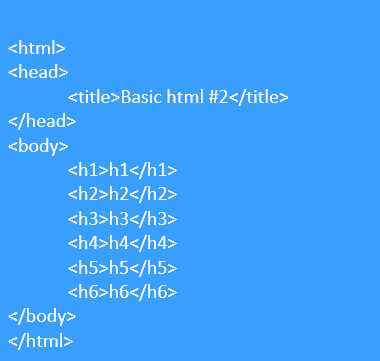 <html>
<head>
<title>Basic html #2</title>
</head>
<body>
<h1>h1</h1>
<h2>h2</h2>
<h3>h3</h3>
<h4>h4</h4>
<h5>h5</h5>
<h6>h6</h6>
</body>
</html>